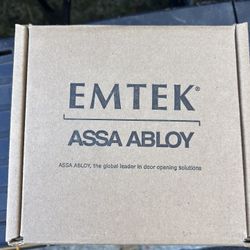 EMTEK®
ASSA ABLOY
ASSA ABLOY, the global leader in door opening solutions